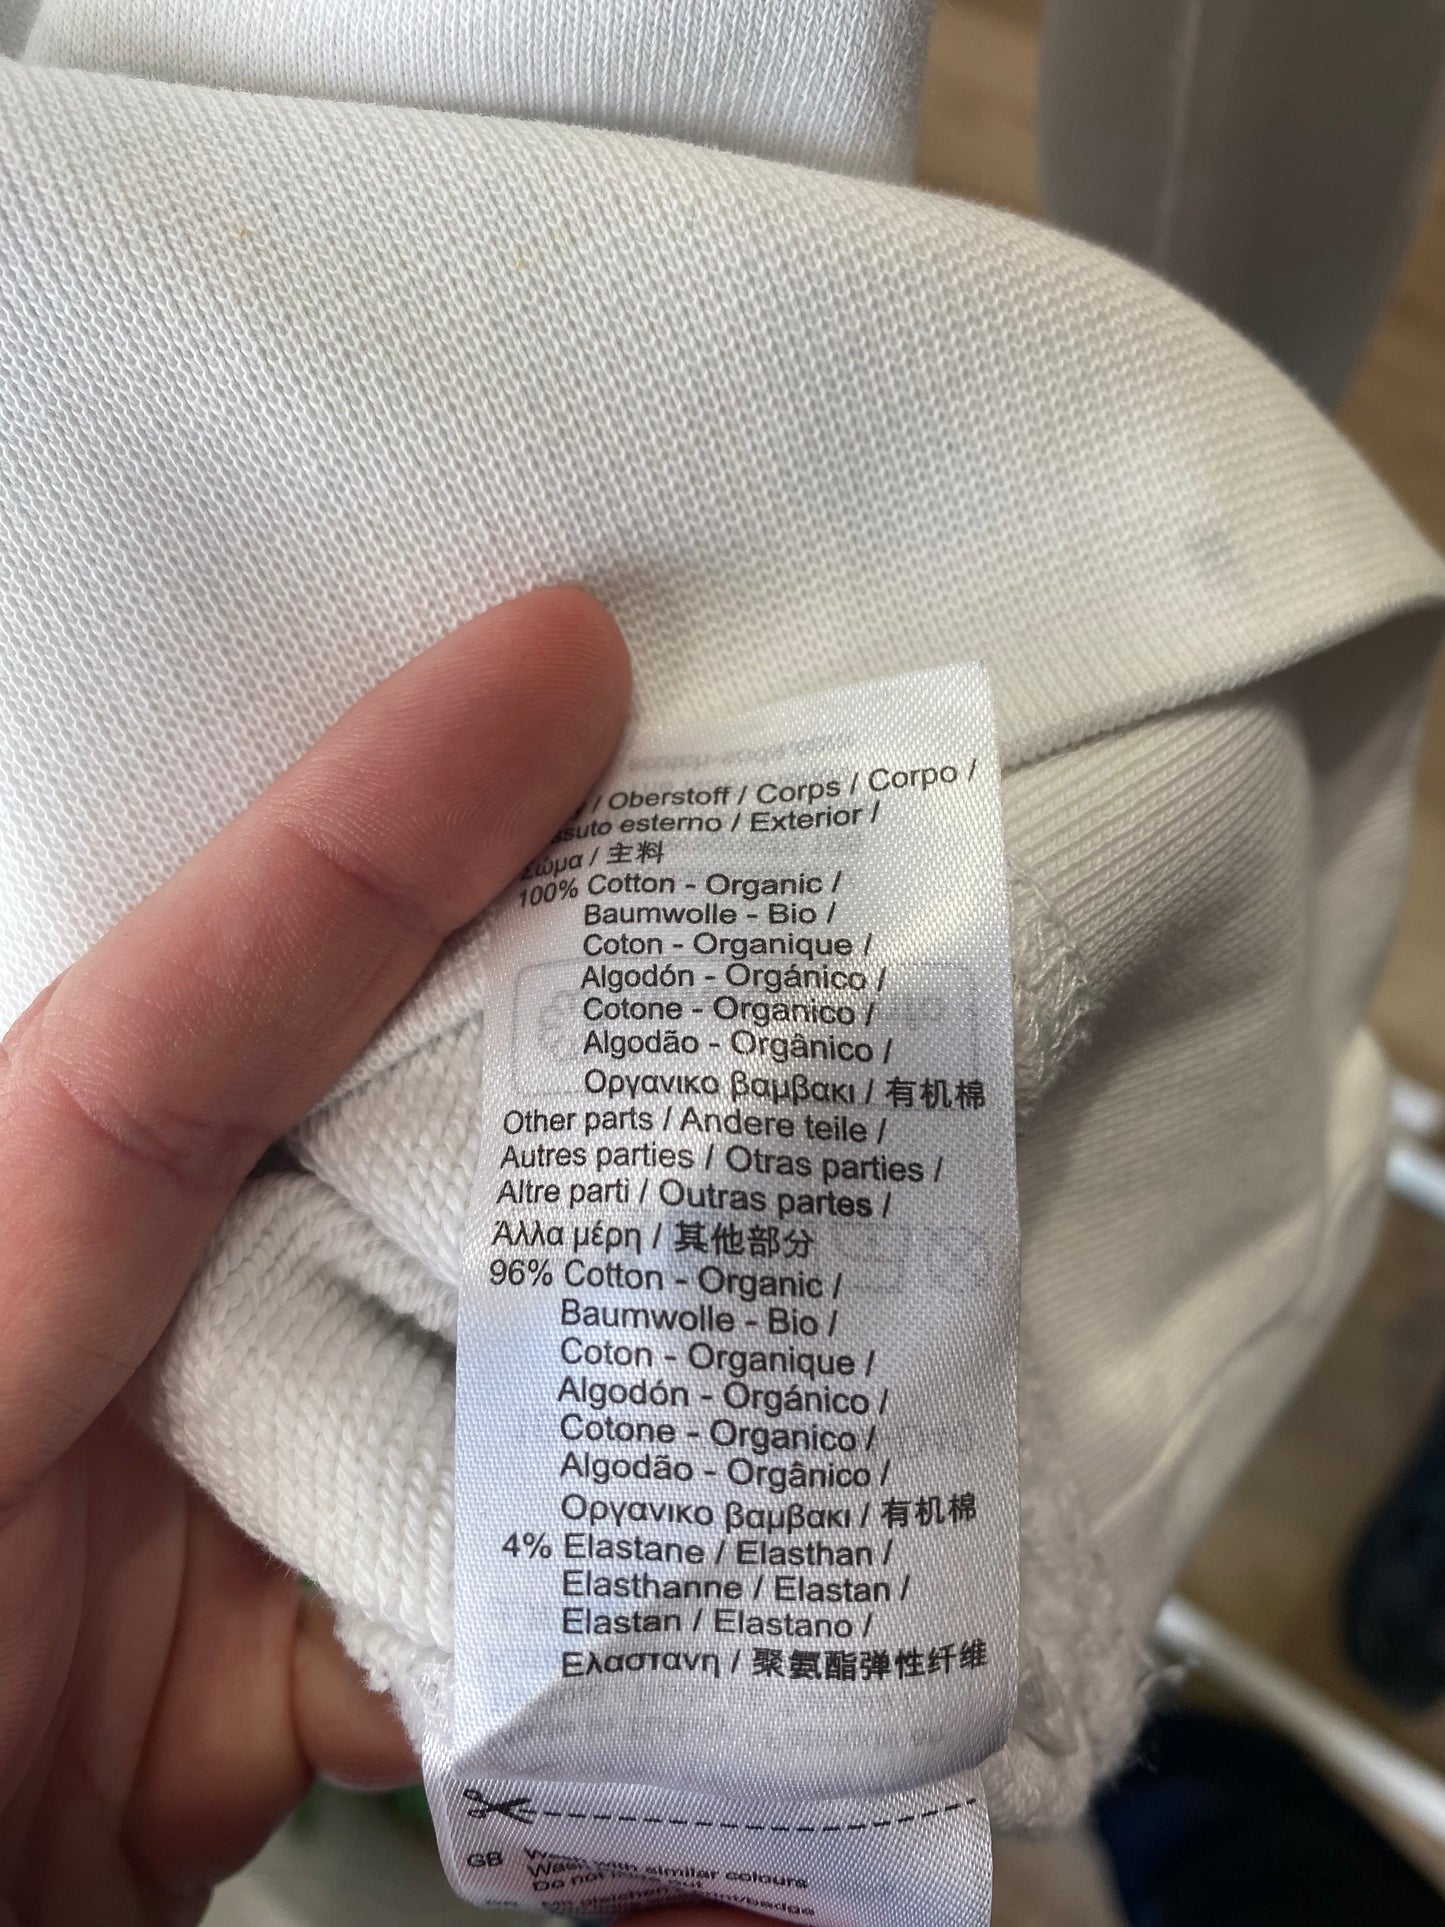 / Oberstoff / Corps / Corpo /
esterno / Exterior /
Σώμα / 主料
100% Cotton - Organic /
Baumwolle - Bio /
Coton - Organique /
Algodón - Orgánico /
Cotone - Organico /
Algodão - Orgânico /
Οργανικο βαμβακι / 有机棉
Other parts / Andere teile /
Autres parties / Otras parties /
Altre parti / Outras partes /
Άλλα μέρη / 其他部分
96% Cotton - Organic /
Baumwolle - Bio /
Coton - Organique /
Algodón - Orgánico /
Cotone - Organico /
Algodão - Orgânico /
Οργανικο βαμβακι / 有机棉
4% Elastane / Elasthan /
Elasthanne / Elastan /
Elastan / Elastano /
Ελαστανη / 聚氨酯弹性纤维
GB
Wash with similar colours
Do not iron